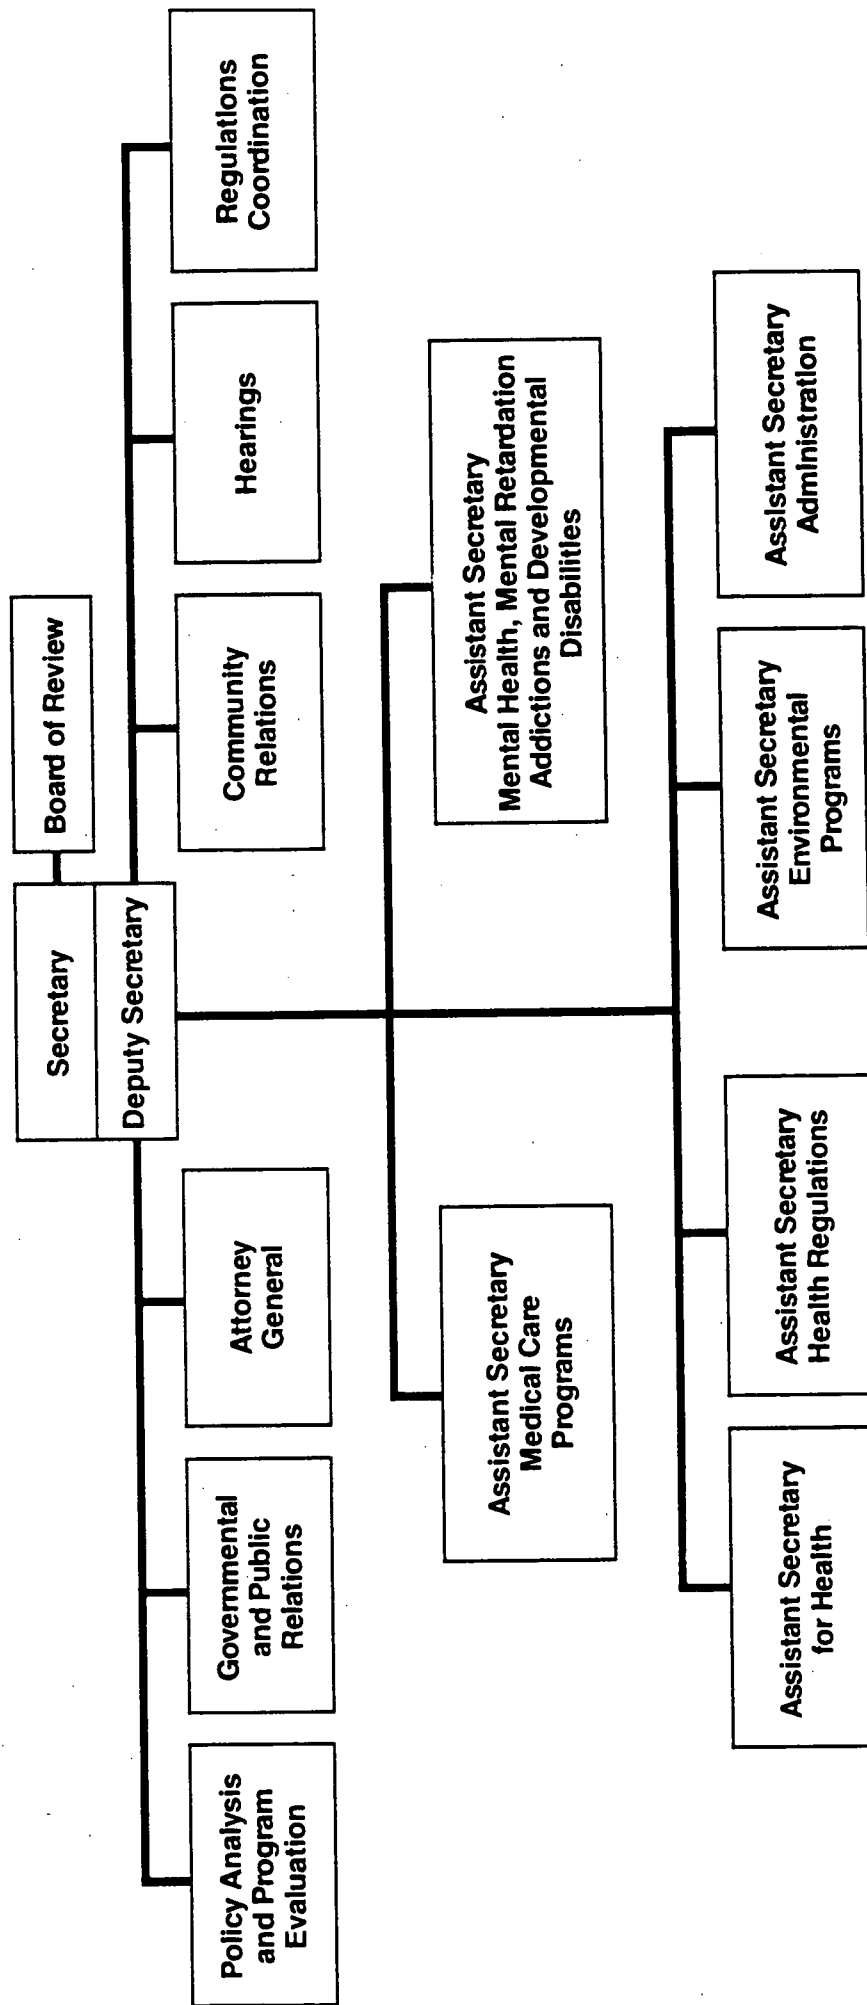 Secretary
Board of Review
Deputy Secretary
Policy Analysis
and Program
Evaluation
Governmental
and Public
Relations
Attorney
General
Community
Relations
Hearings
Regulations
Coordination
Assistant Secretary
Medical Care
Programs
Assistant Secretary
Mental Health, Mental Retardation
Addictions and Developmental
Disabilities
Assistant Secretary
for Health
Assistant Secretary
Health Regulations
Assistant Secretary
Environmental
Programs
Assistant Secretary
Administration